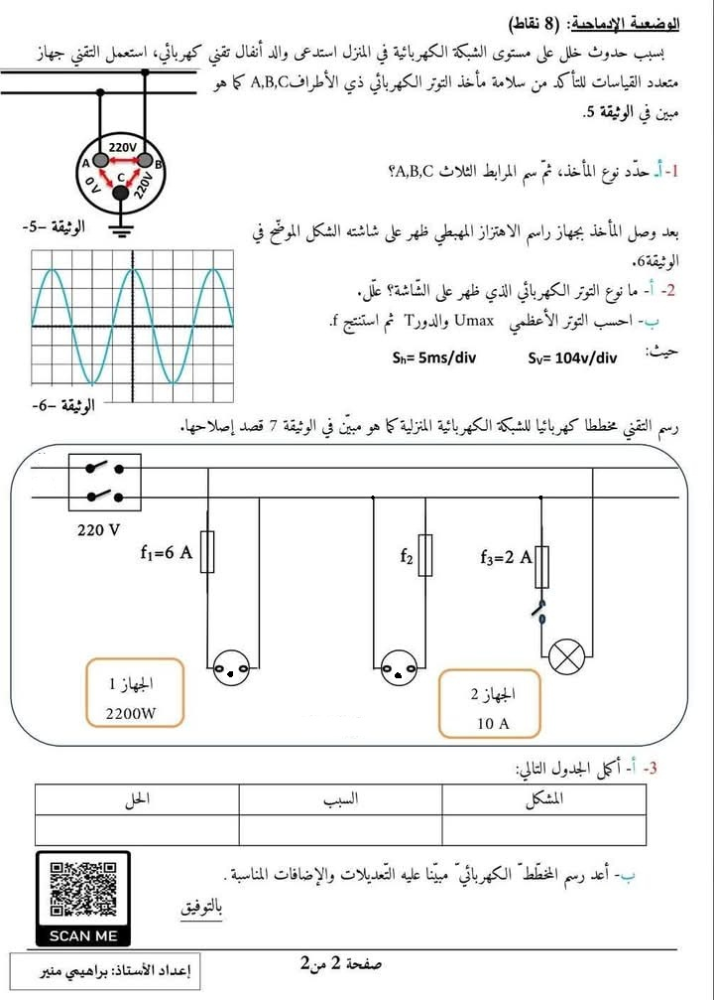 الوضعية الإدماجية: (8 نقاط)
بسبب حدوث خلل على مستوى الشبكة الكهربائية في المنزل استدعى والد أنفال تقني كهربائي، استعمل التقني جهاز
متعدد القياسات للتأكد من سلامة مأخذ التوتر الكهربائي ذي الأطرافA,B,C كما هو
مبين في الوثيقة 5.
220V
A
B
C
0 V
220V
الوثيقة –5-
1-أ- حدّد نوع المأخذ، ثمّ سم المرابط الثلاث A,B,C؟
بعد وصل المأخذ بجهاز راسم الاهتزاز المهبطي ظهر على شاشته الشكل الموضّح في
الوثيقة6.
2- أ- ما نوع التوتر الكهربائي الذي ظهر على الشّاشة؟ علّل.
ب- احسب التوتر الأعظمي Umax والدورT ثم استنتج f.
حيث: Sv= 104v/div Sh= 5ms/div
الوثيقة –6-
رسم التقني مخططا كهربائيا للشبكة الكهربائية المنزلية كما هو مبيّن في الوثيقة 7 قصد إصلاحها.
220 V
f1=6 A
f2
f3=2 A
الجهاز 1
2200W
الجهاز 2
10 A
3- أ- أكمل الجدول التالي:
المشكل السبب الحل
ب- أعد رسم المخطّط" الكهربائيّ" مبيّنا عليه التّعديلات والإضافات المناسبة .
بالتوفيق
SCAN ME
صفحة 2 من2
إعداد الأستاذ: براهيمي منير